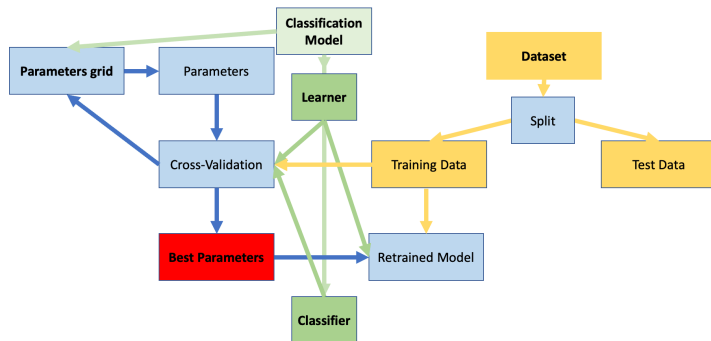 Classification
Model
Parameters grid
Parameters
Dataset
Learner
Split
Cross-Validation
Training Data
Test Data
Best Parameters
Retrained Model
Classifier